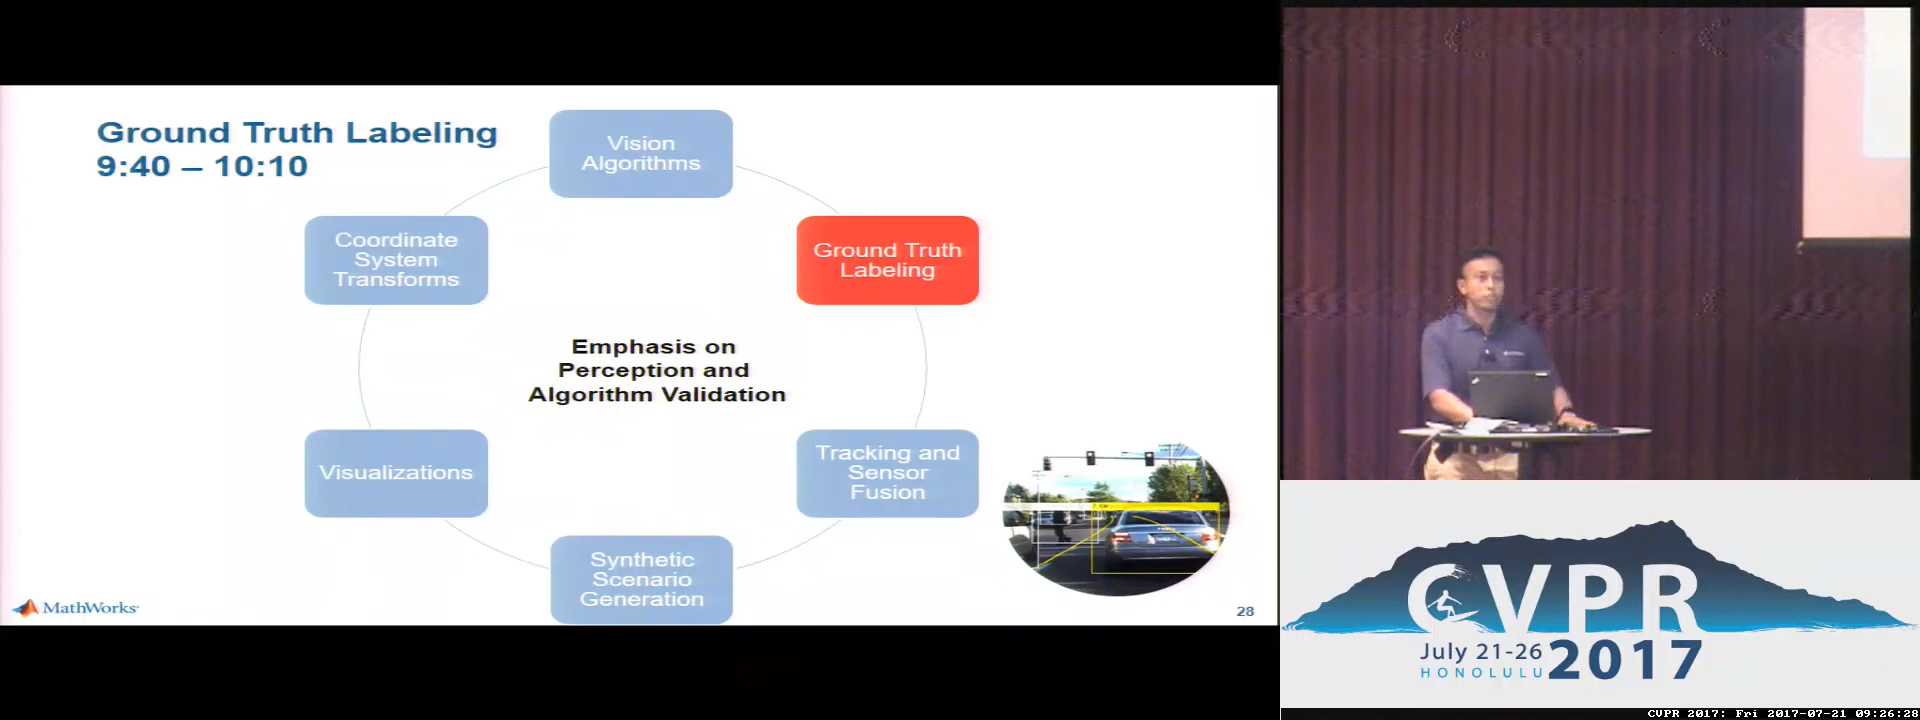 Ground Truth Labeling
9:40 – 10:10
Vision
Algorithms
Coordinate
System
Transforms
Ground Truth
Labeling
Emphasis on
Perception and
Algorithm Validation
Visualizations
Tracking and
Sensor
Fusion
Synthetic
Scenario
Generation
MathWorks
28
CVPR
July 21-26
HONOLULU
2017
CVPR 2017: Fri 2017-07-21 09:26:28